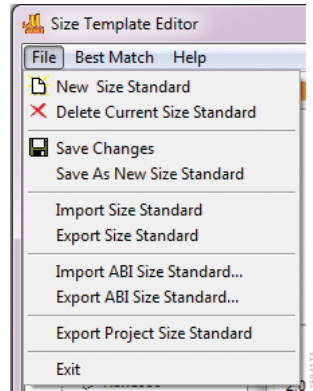 Size Template Editor
File Best Match Help
New Size Standard
Delete Current Size Standard
Save Changes
Save As New Size Standard
Import Size Standard
Export Size Standard
Import ABI Size Standard...
Export ABI Size Standard...
Export Project Size Standard
Exit
2.0